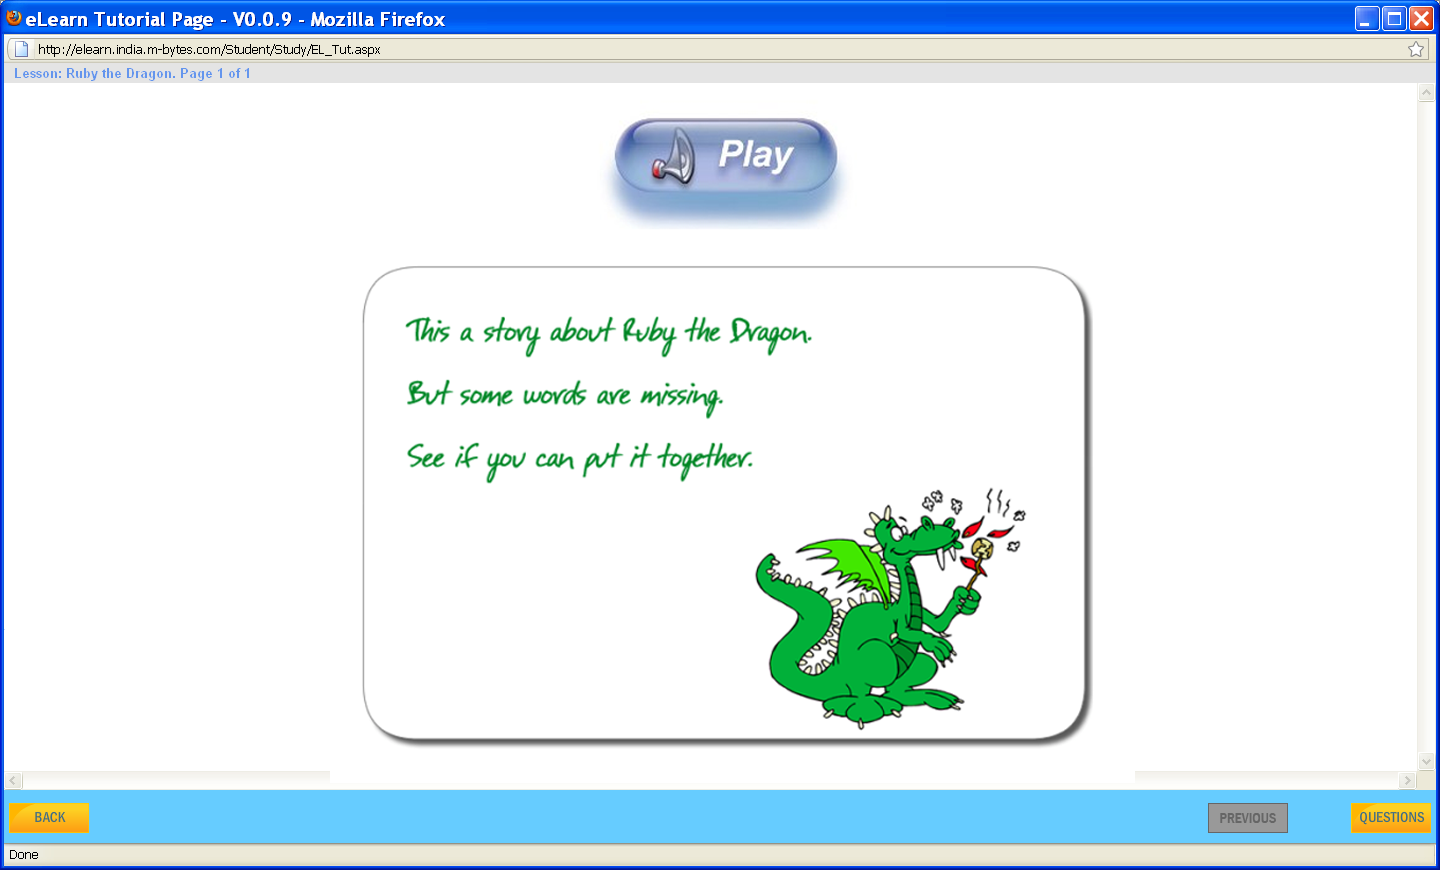 eLearn Tutorial Page - V0.0.9 - Mozilla Firefox
http://elearn.india.m-bytes.com/Student/Study/EL_Tut.aspx
Lesson: Ruby the Dragon. Page 1 of 1
Play
This a story about Ruby the Dragon.
But some words are missing.
See if you can put it together.
BACK
PREVIOUS
QUESTIONS
Done